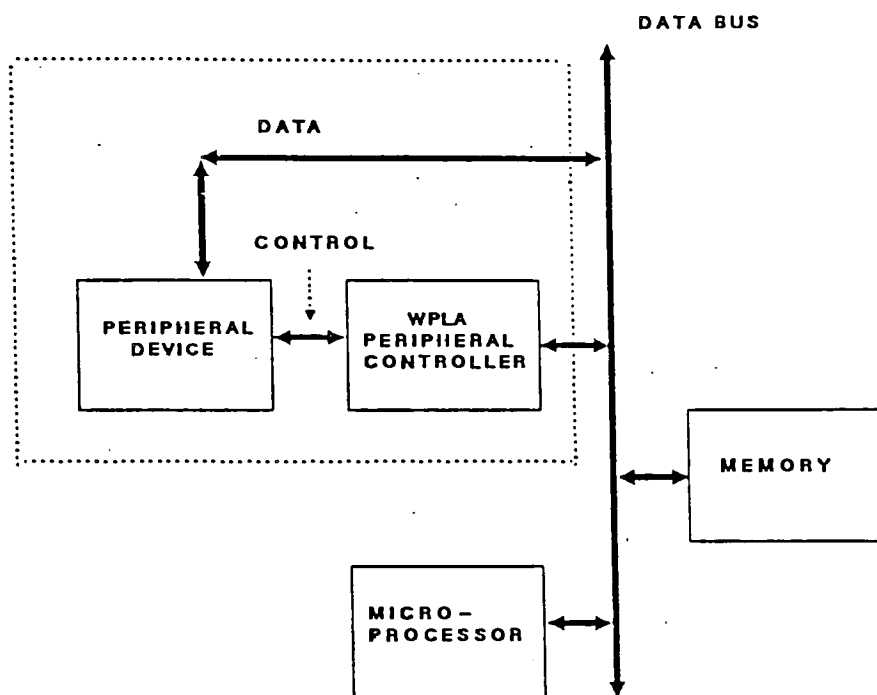 DATA BUS
DATA
CONTROL
PERIPHERAL
DEVICE
WPLA
PERIPHERAL
CONTROLLER
MEMORY
MICRO-
PROCESSOR